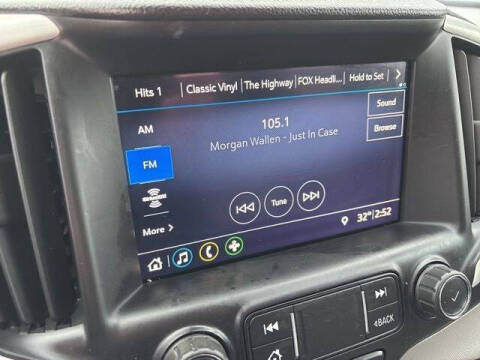 Hits 1 Classic Vinyl The Highway FOX Headli... Hold to Set
AM
FM
SiriusXM
More
105.1
Morgan Wallen - Just In Case
Sound
Browse
Tune
32° 2:52
BACK